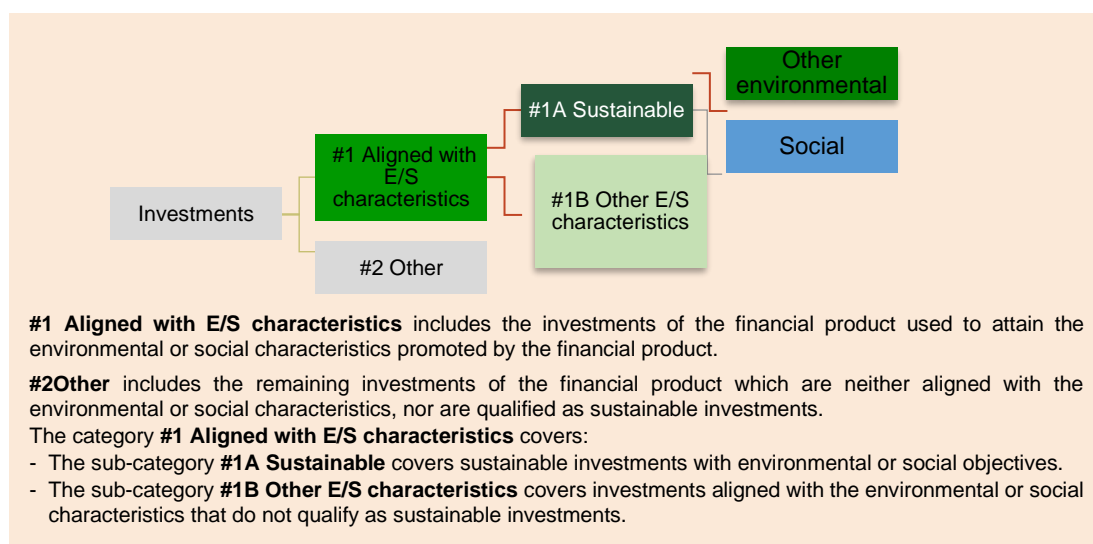 Other
environmental
#1A Sustainable
Social
#1 Aligned with
E/S
characteristics
#1B Other E/S
characteristics
Investments
#2 Other
#1 Aligned with E/S characteristics includes the investments of the financial product used to attain the
environmental or social characteristics promoted by the financial product.
#2Other includes the remaining investments of the financial product which are neither aligned with the
environmental or social characteristics, nor are qualified as sustainable investments.
The category #1 Aligned with E/S characteristics covers:
- The sub-category #1A Sustainable covers sustainable investments with environmental or social objectives.
- The sub-category #1B Other E/S characteristics covers investments aligned with the environmental or social
characteristics that do not qualify as sustainable investments.